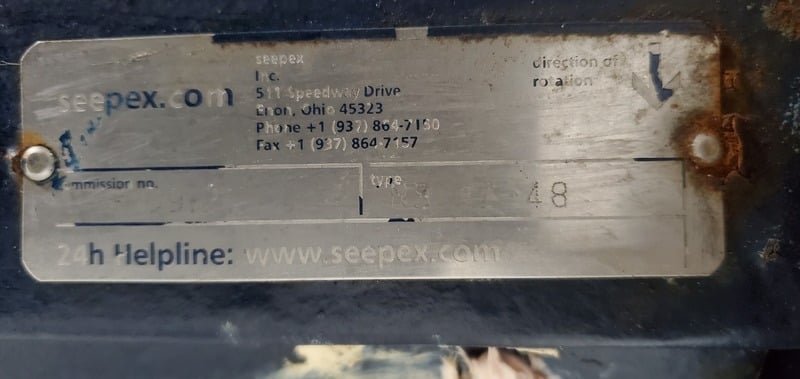 seepex.com
seepex
Inc.
511 Speedway Drive
Enon, Ohio 45323
Phone +1 (937) 864-7150
Fax +1 (937) 864-7157
direction of
rotation
commission no.
type
48
24h Helpline: www.seepex.com